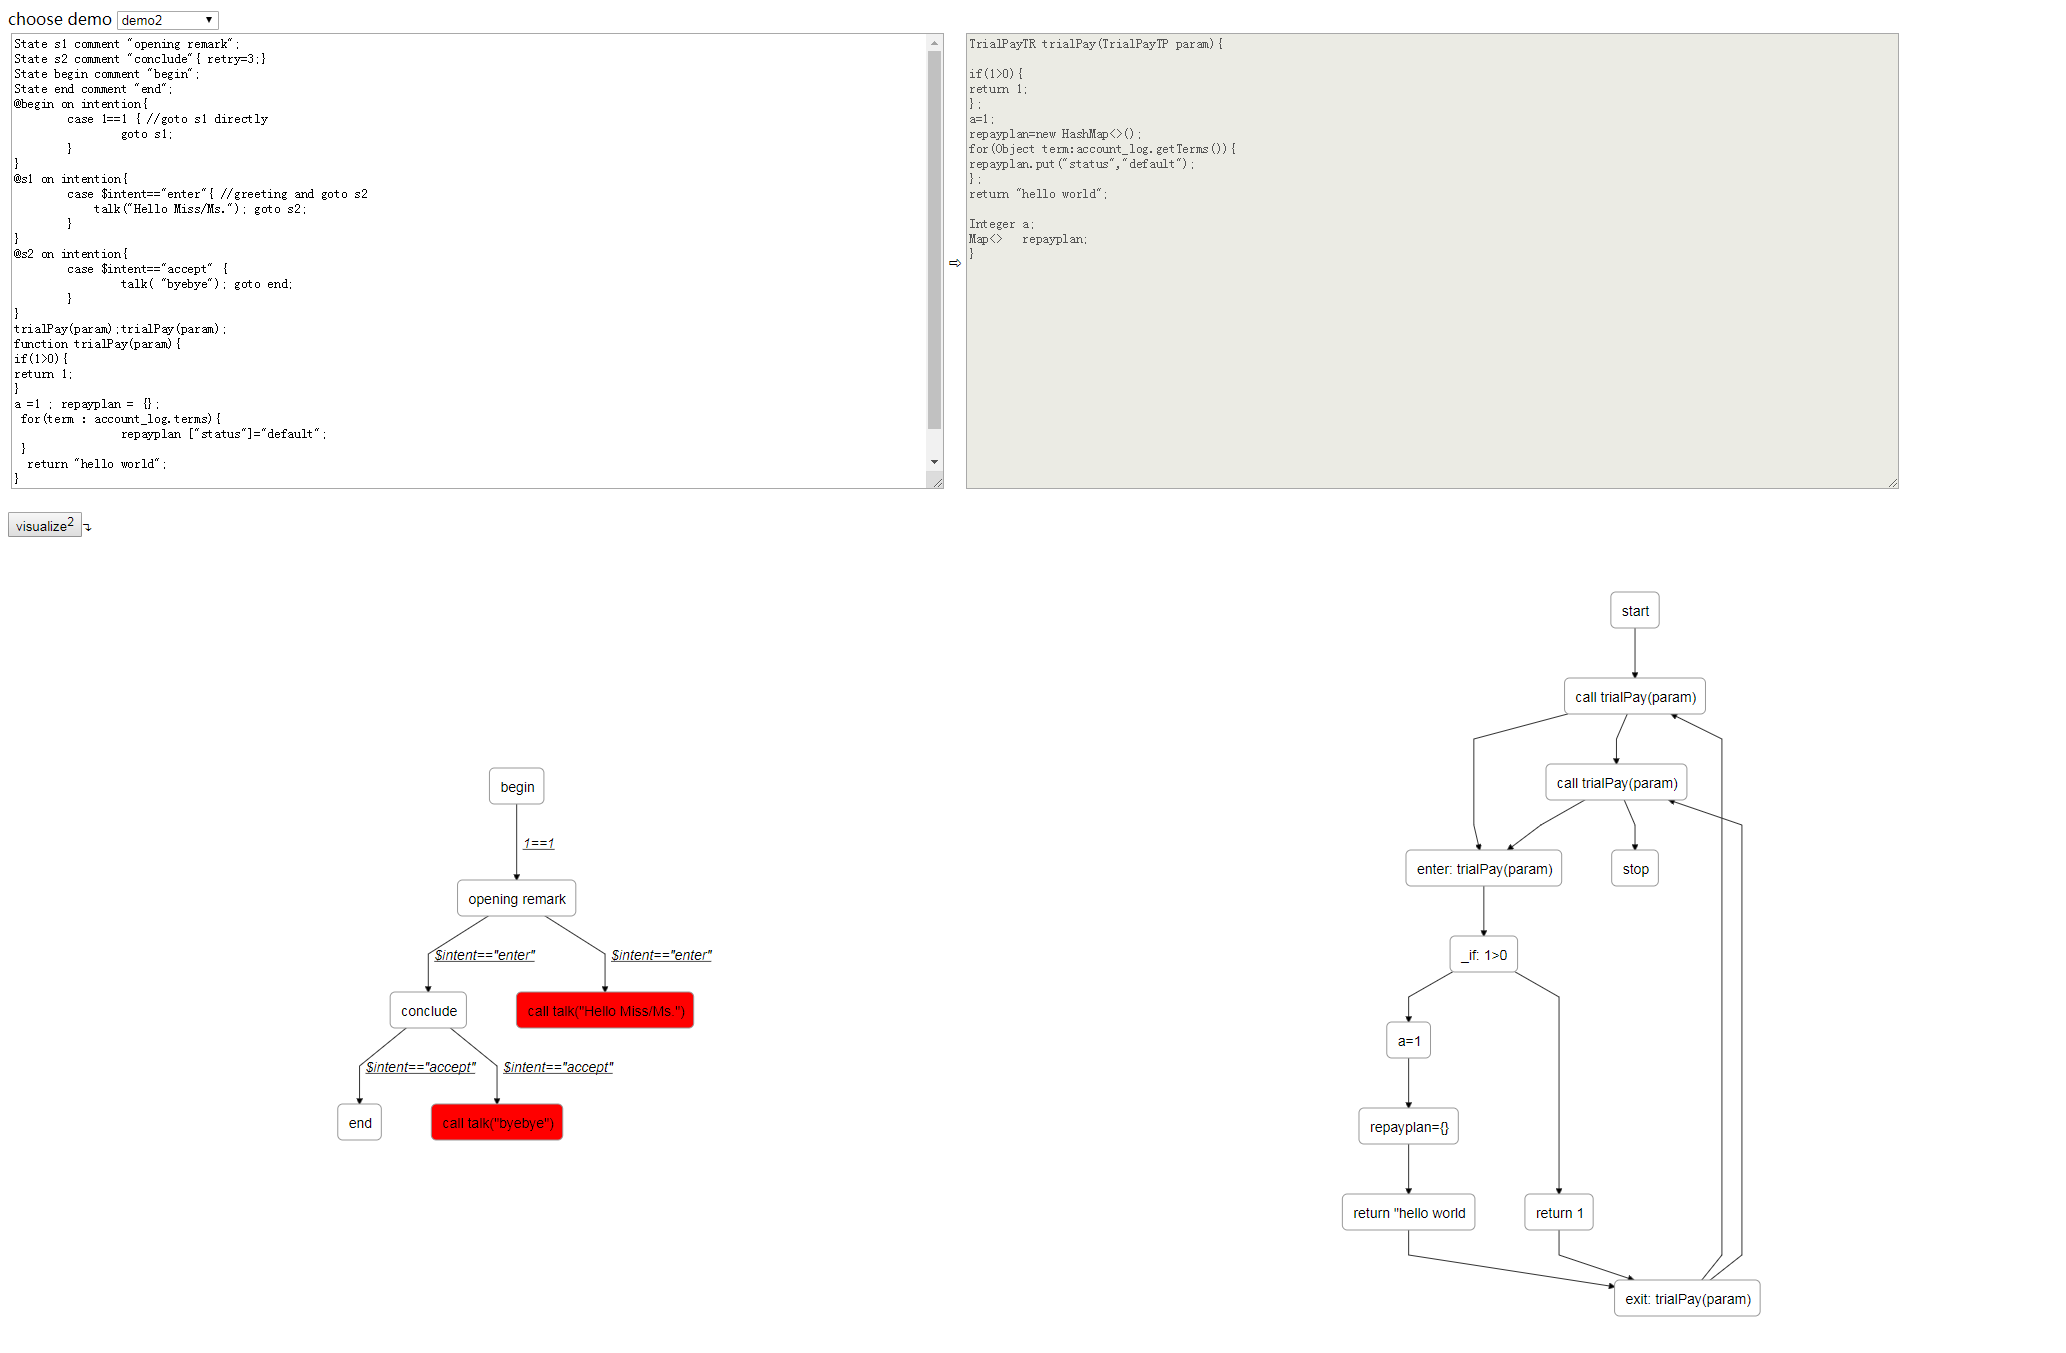 choose demo demo2
State s1 comment "opening remark";
State s2 comment "conclude"{ retry=3;}
State begin comment "begin";
State end comment "end";
@begin on intention{
case 1==1 { //goto s1 directly
goto s1;
}
}
@s1 on intention{
case $intent=="enter"{ //greeting and goto s2
talk("Hello Miss/Ms."); goto s2;
}
}
@s2 on intention{
case $intent=="accept" {
talk( "byebye"); goto end;
}
}
trialPay(param);trialPay(param);
function trialPay(param){
if(1>0){
return 1;
}
a =1 ; repayplan = {};
for(term : account_log.terms){
repayplan ["status"]="default";
}
return "hello world";
}
TrialPayTR trialPay(TrialPayTP param){
if(1>0){
return 1;
};
a=1;
repayplan=new HashMap<>();
for(Object term:account_log.getTerms()){
repayplan.put("status","default");
};
return "hello world";
Integer a;
Map<> repayplan;
}
⇨
visualize2
begin
1==1
opening remark
$intent=="enter"
$intent=="enter"
conclude
call talk("Hello Miss/Ms.")
$intent=="accept"
$intent=="accept"
end
call talk("byebye")
start
call trialPay(param)
call trialPay(param)
enter: trialPay(param)
stop
_if: 1>0
a=1
repayplan={}
return "hello world
return 1
exit: trialPay(param)